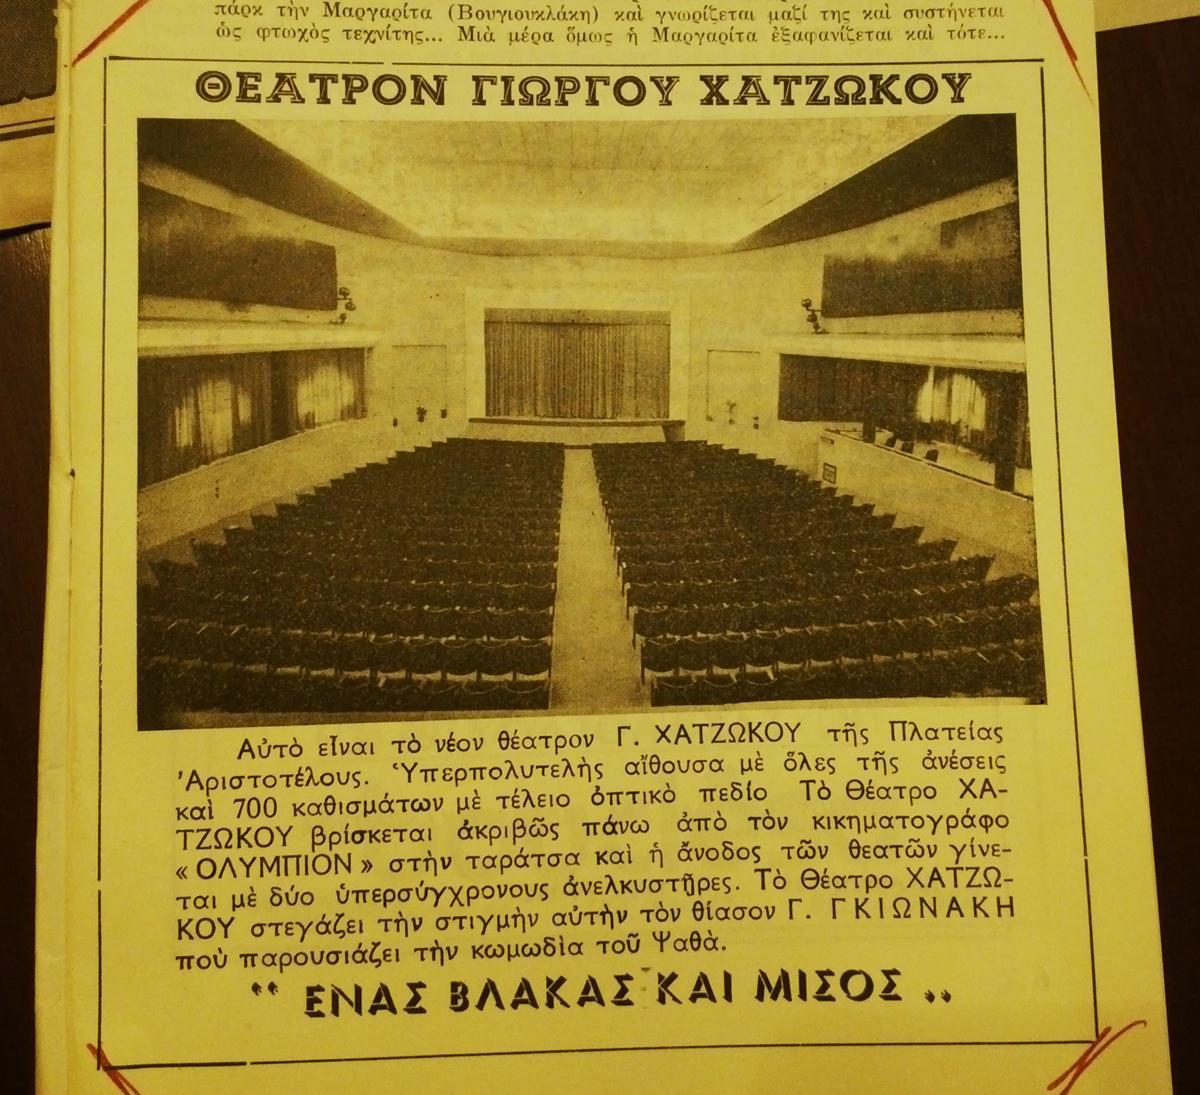 πάρκ τὴν Μαργαρίτα (Βουγιουκλάκη) καὶ γνωρίζεται μαζί της καὶ συστήνεται
ὡς φτωχὸς τεχνίτης... Μιὰ μέρα ὅμως ἡ Μαργαρίτα ἐξαφανίζεται καὶ τότε...
ΘΕΑΤΡΟΝ ΓΙΩΡΓΟΥ ΧΑΤΖΩΚΟΥ
Αὐτὸ εἶναι τὸ νέον θέατρον Γ. ΧΑΤΖΩΚΟΥ τῆς Πλατείας
Ἀριστοτέλους. Ὑπερπολυτελὴς αἴθουσα μὲ ὅλες τῆς ἀνέσεις
καὶ 700 καθισμάτων μὲ τέλειο ὀπτικὸ πεδίο Τὸ Θέατρο ΧΑ-
ΤΖΩΚΟΥ βρίσκεται ἀκριβῶς πάνω ἀπὸ τὸν κικηματογράφο
«ΟΛΥΜΠΙΟΝ» στὴν ταράτσα καὶ ἡ ἄνοδος τῶν θεατῶν γίνε-
ται μὲ δύο ὑπερσύγχρονους ἀνελκυστῆρες. Τὸ Θέατρο ΧΑΤΖΩ-
ΚΟΥ στεγάζει τὴν στιγμὴν αὐτὴν τὸν θίασον Γ. ΓΚΙΩΝΑΚΗ
ποὺ παρουσιάζει τὴν κωμωδὶα τοῦ Ψαθὰ.
“ ΕΝΑΣ ΒΛΑΚΑΣ ΚΑΙ ΜΙΣΟΣ „